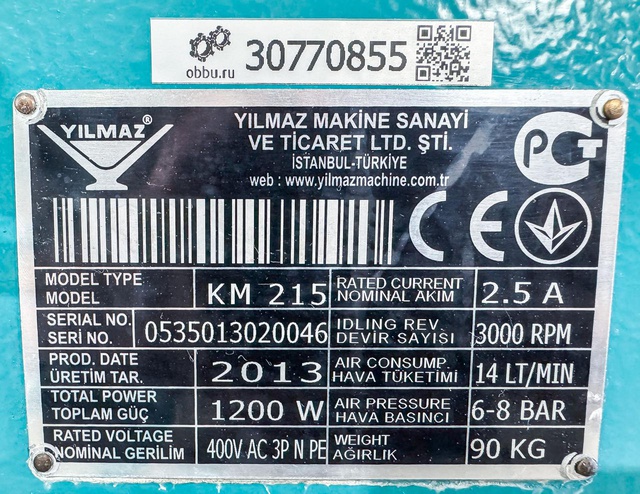 obbu.ru
30770855
YILMAZ®
YILMAZ MAKİNE SANAYİ
VE TİCARET LTD. ŞTİ.
İSTANBUL-TÜRKİYE
web : www.yilmazmachine.com.tr
PCT
CE
MODEL TYPE
MODEL
KM 215
RATED CURRENT
NOMİNAL AKIM
2.5 A
SERIAL NO.
SERİ NO.
0535013020046
IDLING REV.
DEVİR SAYISI
3000 RPM
PROD. DATE
ÜRETİM TAR.
2013
AIR CONSUMP.
HAVA TÜKETİMİ
14 LT/MIN
TOTAL POWER
TOPLAM GÜÇ
1200 W
AIR PRESSURE
HAVA BASINCI
6-8 BAR
RATED VOLTAGE
NOMİNAL GERİLİM
400V AC 3P N PE
WEIGHT
AĞIRLIK
90 KG